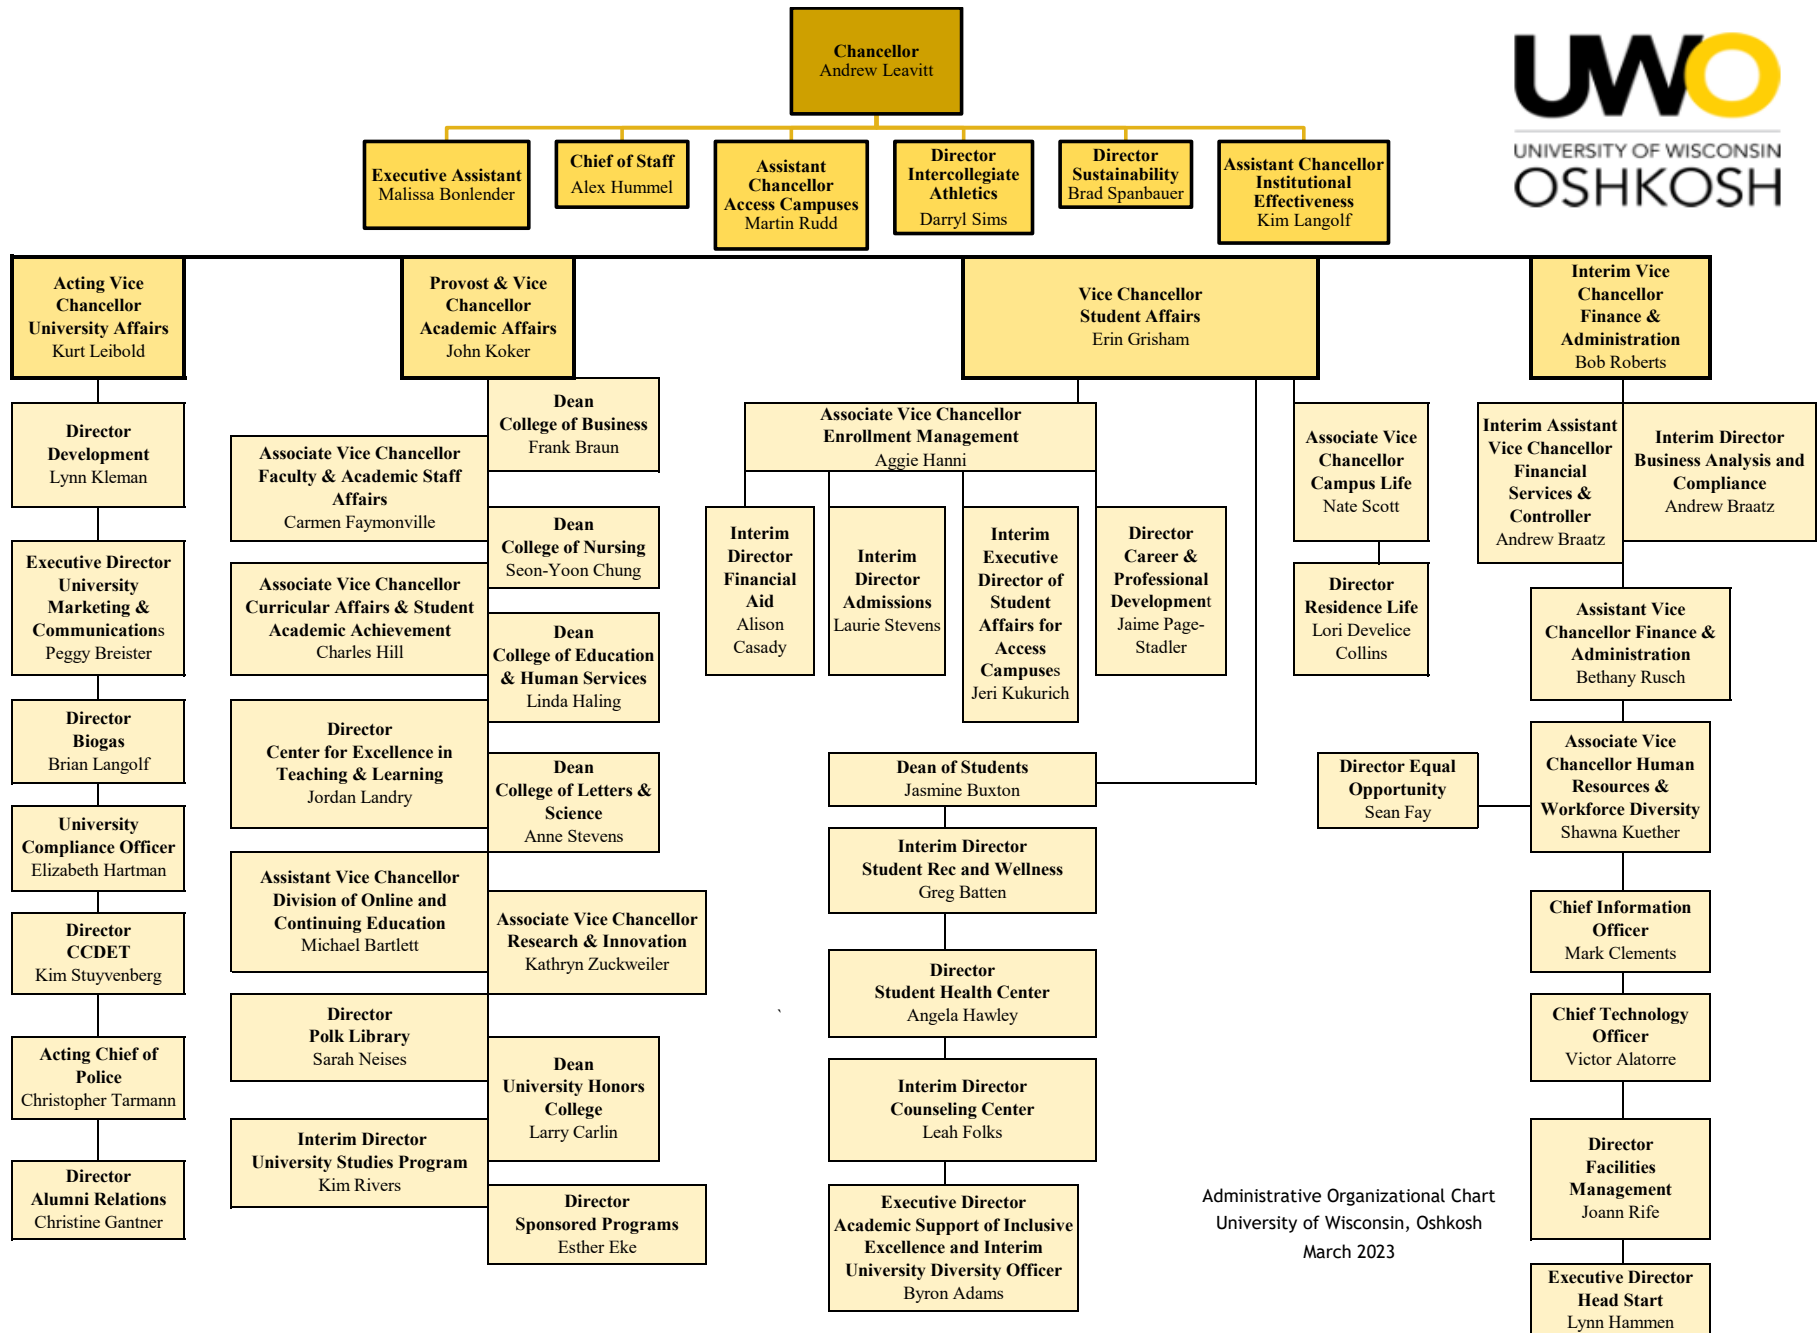 Chancellor
Andrew Leavitt
UWO
UNIVERSITY OF WISCONSIN
OSHKOSH
Executive Assistant
Malissa Bonlender
Chief of Staff
Alex Hummel
Assistant
Chancellor
Access Campuses
Martin Rudd
Director
Intercollegiate
Athletics
Darryl Sims
Director
Sustainability
Brad Spanbauer
Assistant Chancellor
Institutional
Effectiveness
Kim Langolf
Acting Vice
Chancellor
University Affairs
Kurt Leibold
Provost & Vice
Chancellor
Academic Affairs
John Koker
Vice Chancellor
Student Affairs
Erin Grisham
Interim Vice
Chancellor
Finance &
Administration
Bob Roberts
Director
Development
Lynn Kleman
Executive Director
University
Marketing &
Communications
Peggy Breister
Director
Biogas
Brian Langolf
University
Compliance Officer
Elizabeth Hartman
Director
CCDET
Kim Stuyvenberg
Acting Chief of
Police
Christopher Tarmann
Director
Alumni Relations
Christine Gantner
Associate Vice Chancellor
Faculty & Academic Staff
Affairs
Carmen Faymonville
Associate Vice Chancellor
Curricular Affairs & Student
Academic Achievement
Charles Hill
Director
Center for Excellence in
Teaching & Learning
Jordan Landry
Assistant Vice Chancellor
Division of Online and
Continuing Education
Michael Bartlett
Director
Polk Library
Sarah Neises
Interim Director
University Studies Program
Kim Rivers
Dean
College of Business
Frank Braun
Dean
College of Nursing
Seon-Yoon Chung
Dean
College of Education
& Human Services
Linda Haling
Dean
College of Letters &
Science
Anne Stevens
Associate Vice Chancellor
Research & Innovation
Kathryn Zuckweiler
Dean
University Honors
College
Larry Carlin
Director
Sponsored Programs
Esther Eke
Associate Vice Chancellor
Enrollment Management
Aggie Hanni
Interim
Director
Financial
Aid
Alison
Casady
Interim
Director
Admissions
Laurie Stevens
Interim
Executive
Director of
Student
Affairs for
Access
Campuses
Jeri Kukurich
Director
Career &
Professional
Development
Jaime Page-
Stadler
Dean of Students
Jasmine Buxton
Interim Director
Student Rec and Wellness
Greg Batten
Director
Student Health Center
Angela Hawley
`
Interim Director
Counseling Center
Leah Folks
Executive Director
Academic Support of Inclusive
Excellence and Interim
University Diversity Officer
Byron Adams
Associate Vice
Chancellor
Campus Life
Nate Scott
Director
Residence Life
Lori Develice
Collins
Interim Assistant
Vice Chancellor
Financial
Services &
Controller
Andrew Braatz
Interim Director
Business Analysis and
Compliance
Andrew Braatz
Assistant Vice
Chancellor Finance &
Administration
Bethany Rusch
Director Equal
Opportunity
Sean Fay
Associate Vice
Chancellor Human
Resources &
Workforce Diversity
Shawna Kuether
Chief Information
Officer
Mark Clements
Chief Technology
Officer
Victor Alatorre
Director
Facilities
Management
Joann Rife
Executive Director
Head Start
Lynn Hammen
Administrative Organizational Chart
University of Wisconsin, Oshkosh
March 2023